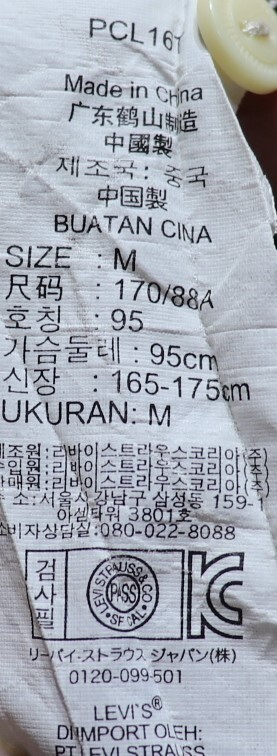 PCL161
Made in China
广东鹤山制造
中國製
제조국: 중국
中国製
BUATAN CINA
SIZE : M
尺码 : 170/88A
호칭 : 95
가슴둘레 : 95cm
신장 : 165-175cm
UKURAN: M
제조원:리바이스트라우스코리아(주)
수입원:리바이스트라우스코리아(주)
판매원:리바이스트라우스코리아(주)
소:서울시 강남구 삼성동 159-1
아셈타워 3801호
소비자상담실:080-022-8088
검사필
LEVI STRAUSS & CO
PASS
S.F. CAL.
KC
リーバイ·ストラウス ジャパン(株)
0120-099-501
LEVI'S®
DIIMPORT OLEH:
PT LEVI STRAUSS